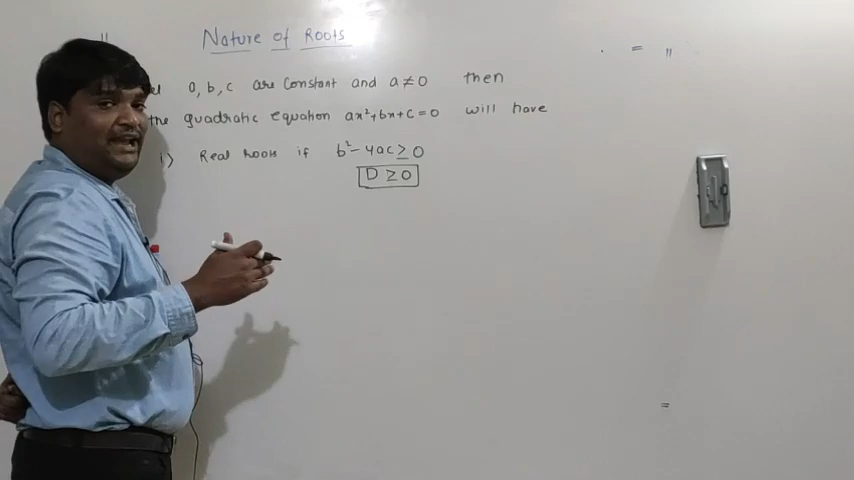 Nature of Roots
a, b, c are Constant and a ≠ 0 then
the quadratic equation ax²+bx+c=0 will have
i) Real Roots if b²-4ac ≥ 0
D ≥ 0